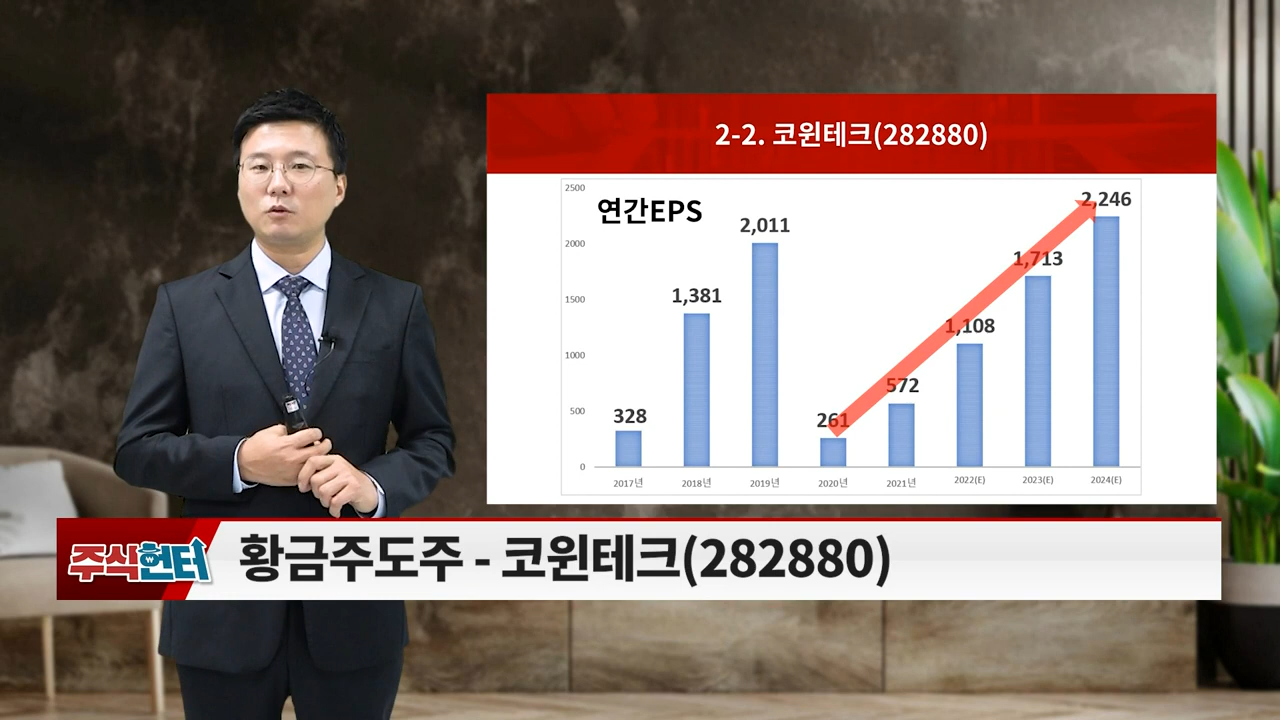 2-2. 코윈테크(282880)
연간EPS
2500
2000
1500
1000
500
0
328
1,381
2,011
261
572
1,108
1,713
2,246
2017년
2018년
2019년
2020년
2021년
2022(E)
2023(E)
2024(E)
주식헌터
황금주도주 - 코윈테크(282880)